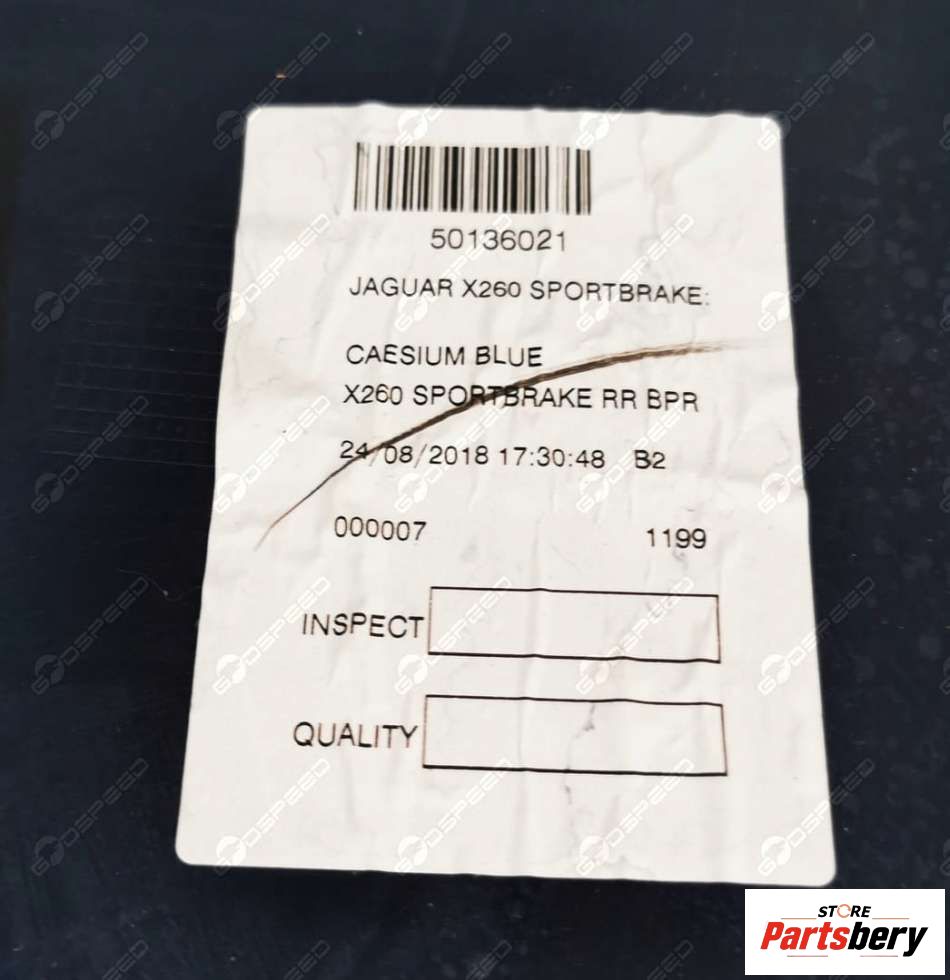 50136021
JAGUAR X260 SPORTBRAKE:
CAESIUM BLUE
X260 SPORTBRAKE RR BPR
24/08/2018 17:30:48 B2
000007 1199
INSPECT
QUALITY
STORE
Partsbery
GODSPEED